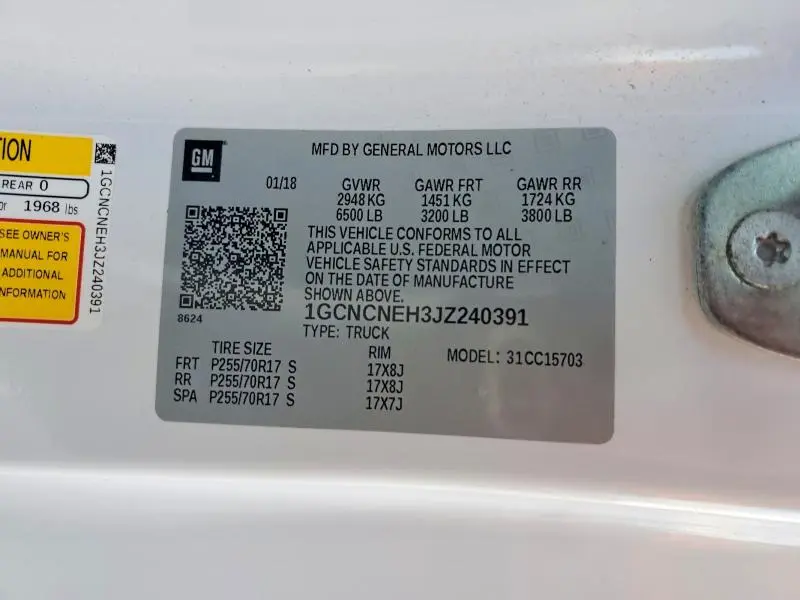 TION
REAR 0
or 1968 lbs
SEE OWNER'S
MANUAL FOR
ADDITIONAL
INFORMATION
1GCNCNEH3JZ240391
GM
MFD BY GENERAL MOTORS LLC
01/18 GVWR GAWR FRT GAWR RR
2948 KG 1451 KG 1724 KG
6500 LB 3200 LB 3800 LB
THIS VEHICLE CONFORMS TO ALL
APPLICABLE U.S. FEDERAL MOTOR
VEHICLE SAFETY STANDARDS IN EFFECT
ON THE DATE OF MANUFACTURE
SHOWN ABOVE.
8624
1GCNCNEH3JZ240391
TYPE: TRUCK
TIRE SIZE RIM MODEL: 31CC15703
FRT P255/70R17 S 17X8J
RR P255/70R17 S 17X8J
SPA P255/70R17 S 17X7J